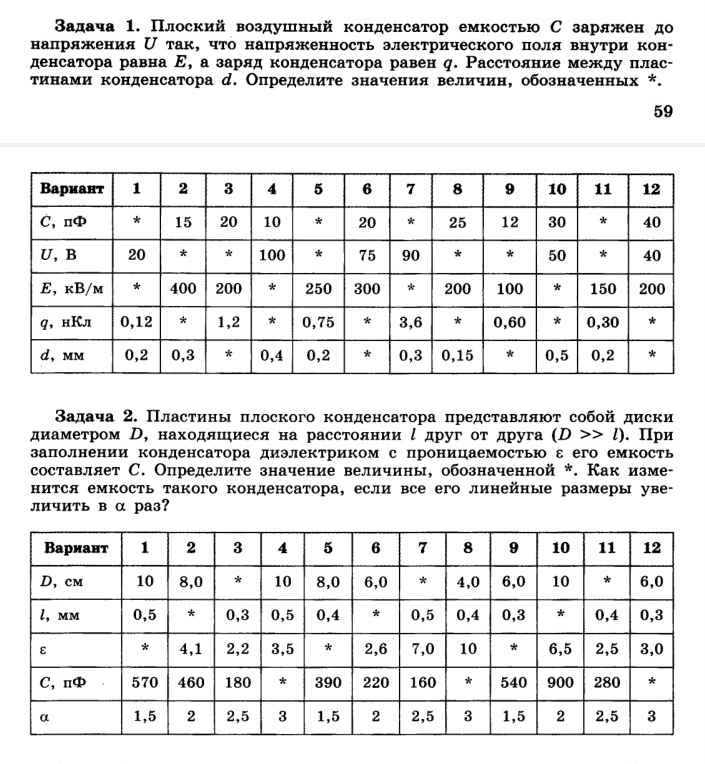 Задача 1. Плоский воздушный конденсатор емкостью C заряжен до
напряжения U так, что напряженность электрического поля внутри кон-
денсатора равна E, а заряд конденсатора равен q. Расстояние между плас-
тинами конденсатора d. Определите значения величин, обозначенных *.
59
Вариант 1 2 3 4 5 6 7 8 9 10 11 12
C, пФ * 15 20 10 * 20 * 25 12 30 * 40
U, В 20 * * 100 * 75 90 * * 50 * 40
E, кВ/м * 400 200 * 250 300 * 200 100 * 150 200
q, нКл 0,12 * 1,2 * 0,75 * 3,6 * 0,60 * 0,30 *
d, мм 0,2 0,3 * 0,4 0,2 * 0,3 0,15 * 0,5 0,2 *
Задача 2. Пластины плоского конденсатора представляют собой диски
диаметром D, находящиеся на расстоянии l друг от друга (D >> l). При
заполнении конденсатора диэлектриком с проницаемостью ε его емкость
составляет C. Определите значение величины, обозначенной *. Как изме-
нится емкость такого конденсатора, если все его линейные размеры уве-
личить в α раз?
Вариант 1 2 3 4 5 6 7 8 9 10 11 12
D, см 10 8,0 * 10 8,0 6,0 * 4,0 6,0 10 * 6,0
l, мм 0,5 * 0,3 0,5 0,4 * 0,5 0,4 0,3 * 0,4 0,3
ε * 4,1 2,2 3,5 * 2,6 7,0 10 * 6,5 2,5 3,0
C, пФ 570 460 180 * 390 220 160 * 540 900 280 *
α 1,5 2 2,5 3 1,5 2 2,5 3 1,5 2 2,5 3